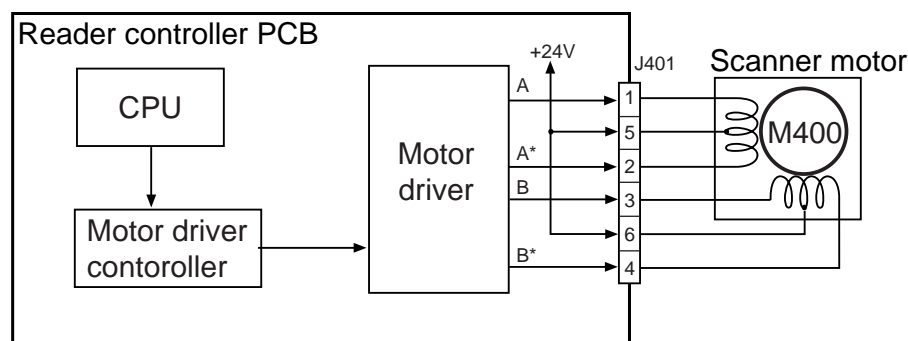 Reader controller PCB
+24V
J401
Scanner motor
CPU
A
1
M400
5
Motor
driver
A*
2
B
3
Motor driver
contoroller
6
B*
4